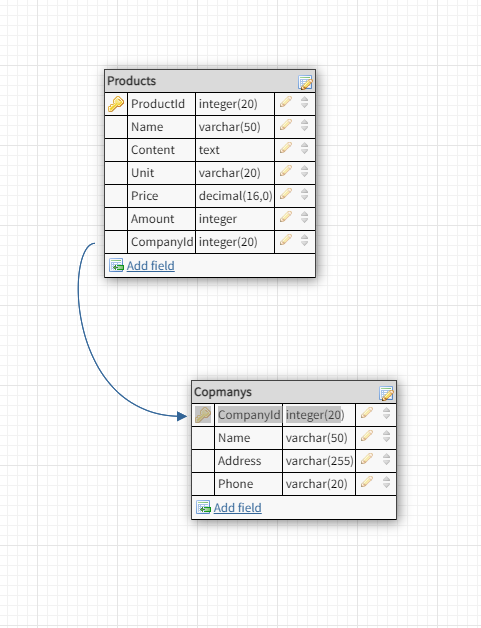 Products
ProductId integer(20)
Name varchar(50)
Content text
Unit varchar(20)
Price decimal(16,0)
Amount integer
CompanyId integer(20)
Add field
Copmanys
CompanyId integer(20)
Name varchar(50)
Address varchar(255)
Phone varchar(20)
Add field